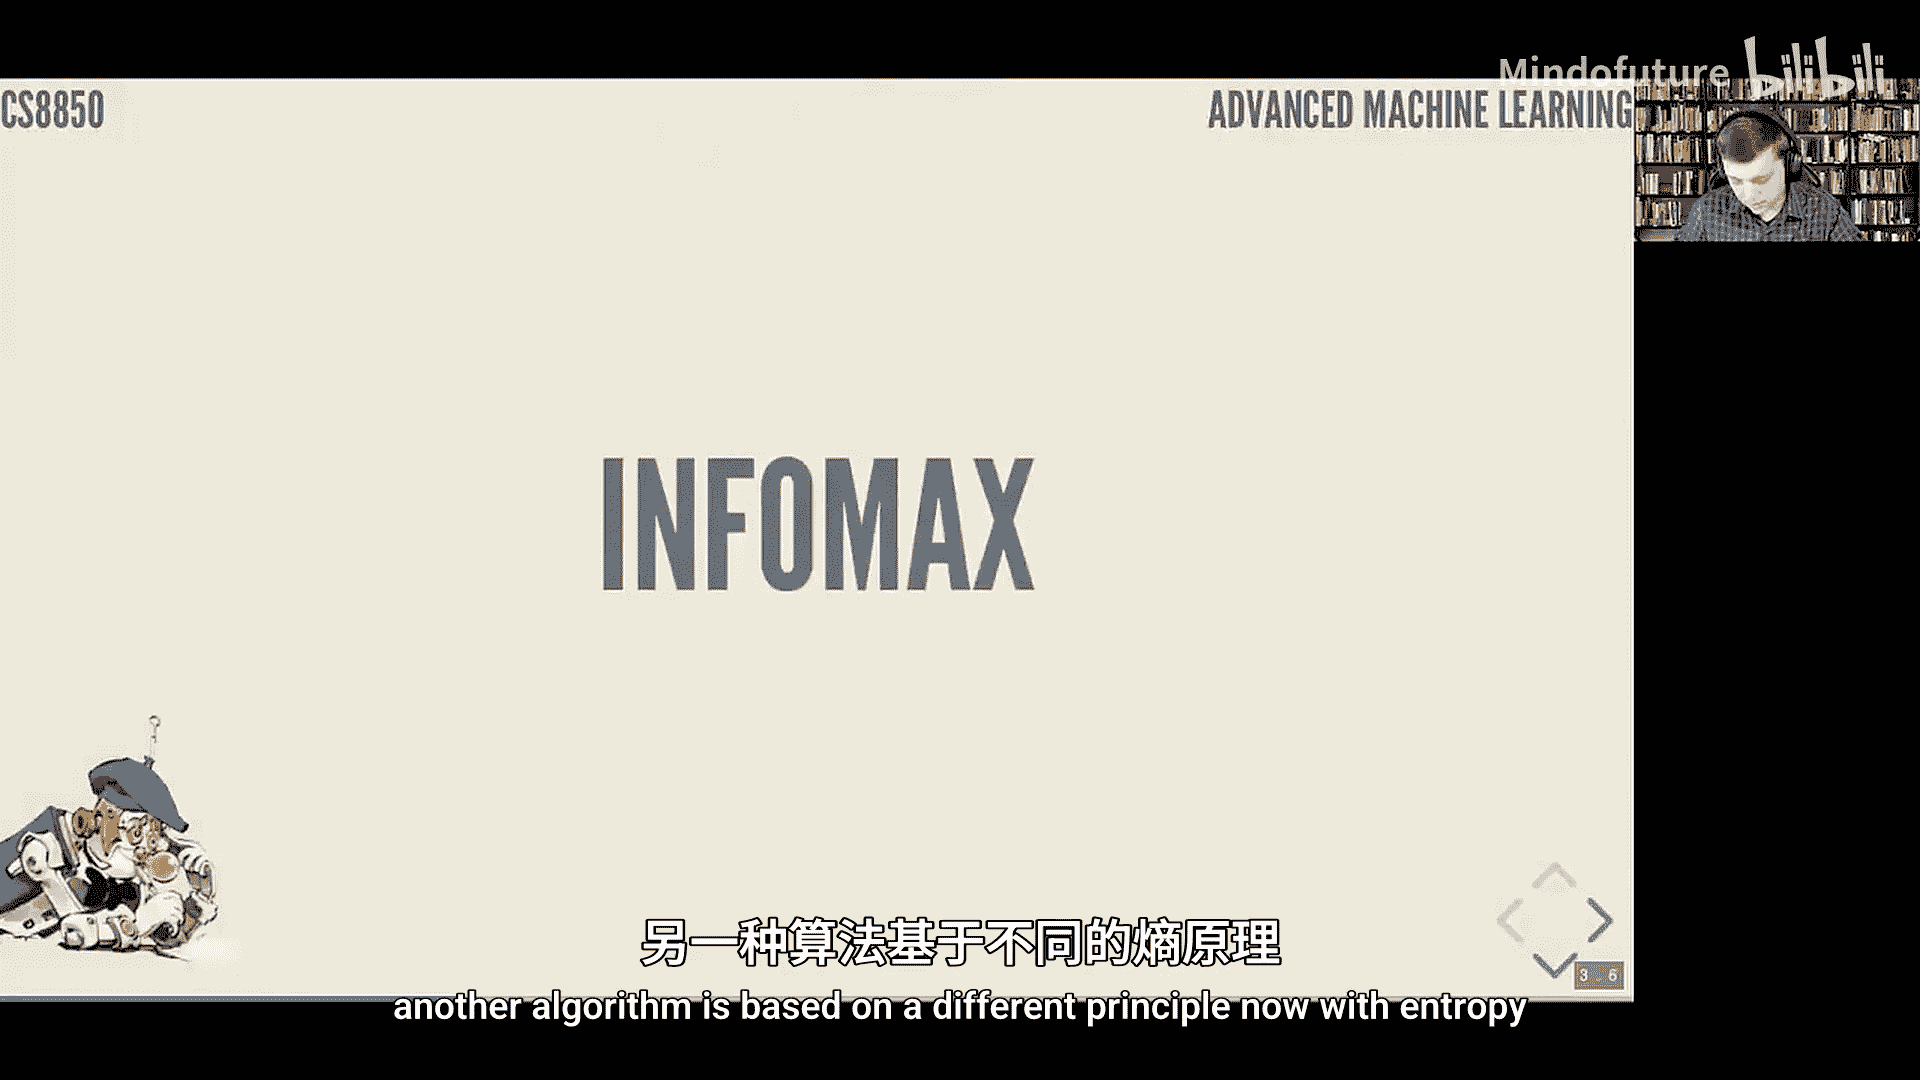 Mindofuture bilibili
CS8850
ADVANCED MACHINE LEARNING
INFOMAX
另一种算法基于不同的熵原理
another algorithm is based on a different principle now with entropy